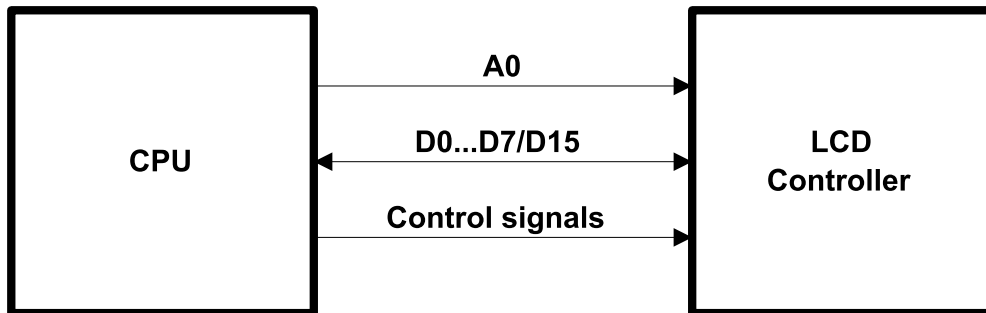 CPU
A0
D0...D7/D15
Control signals
LCD
Controller